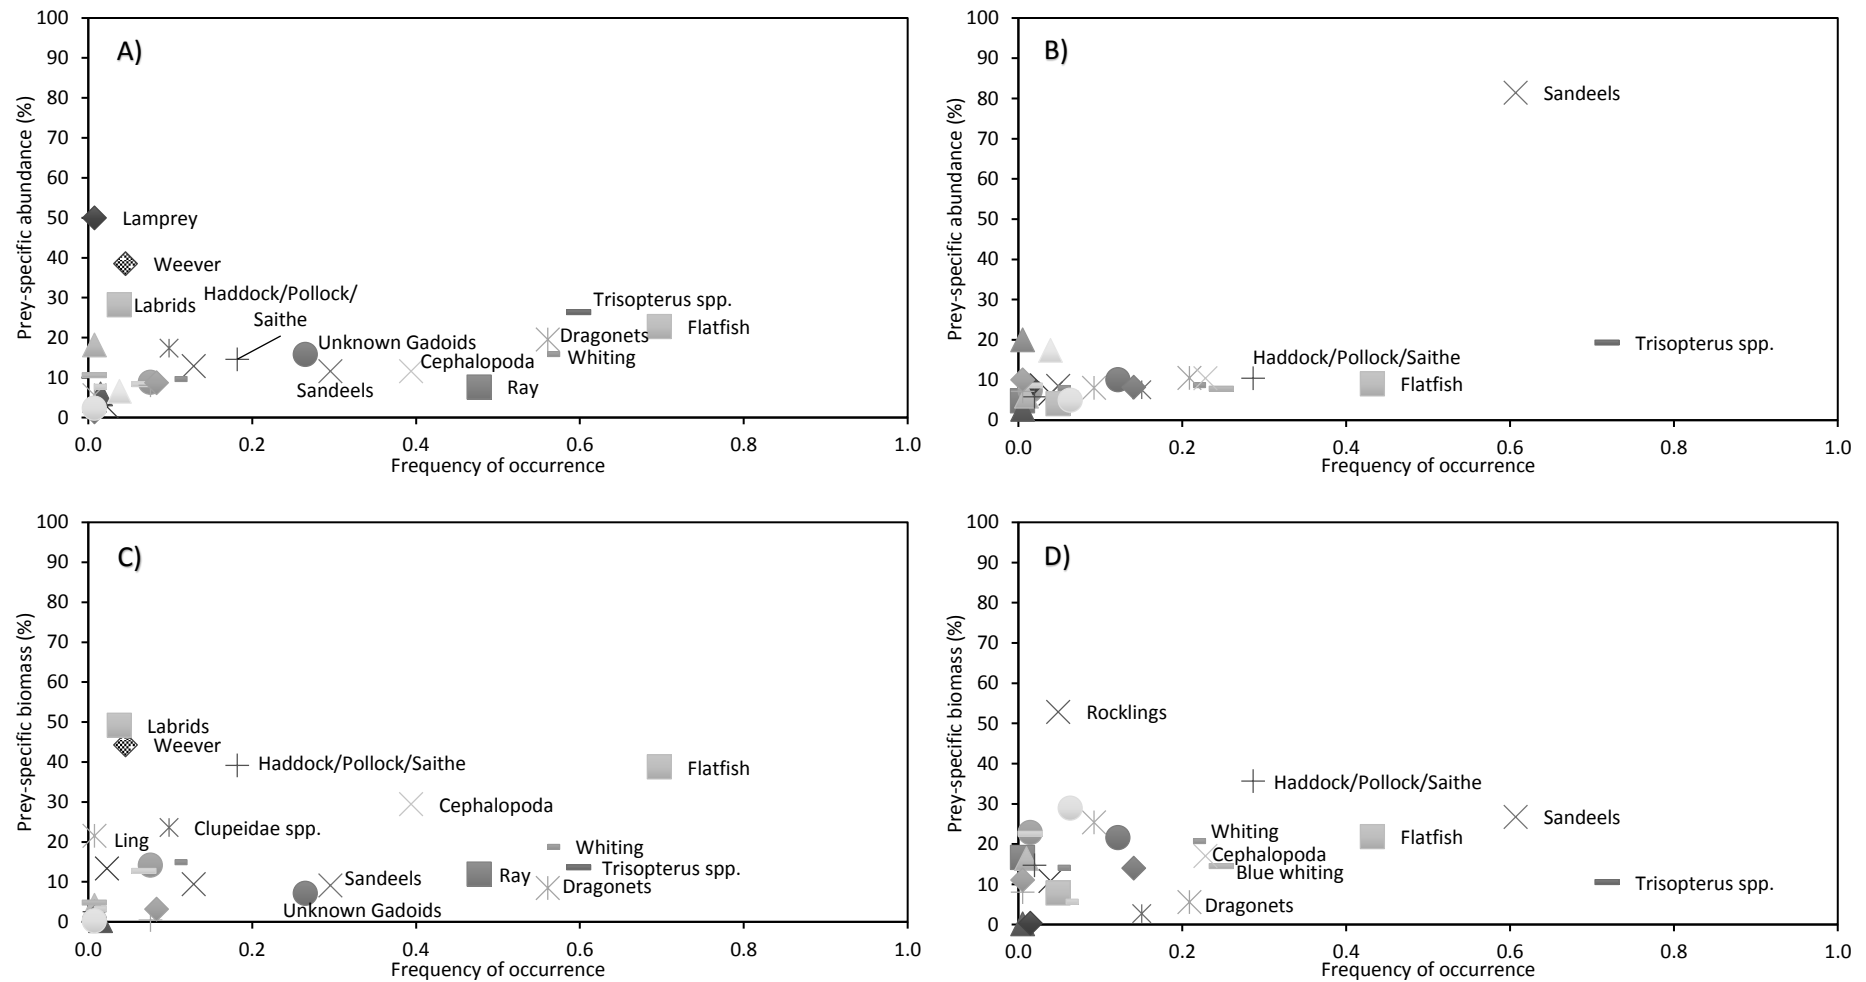 A)
Prey-specific abundance (%)
100
90
80
70
60
50
40
30
20
10
0
Lamprey
Weever
Labrids
Haddock/Pollock/
Saithe
Unknown Gadoids
Sandeels
Cephalopoda
Ray
Trisopterus spp.
Dragonets
Whiting
Flatfish
0.0 0.2 0.4 0.6 0.8 1.0
Frequency of occurrence
B)
Prey-specific abundance (%)
100
90
80
70
60
50
40
30
20
10
0
Sandeels
Trisopterus spp.
Haddock/Pollock/Saithe
Flatfish
0.0 0.2 0.4 0.6 0.8 1.0
Frequency of occurrence
C)
Prey-specific biomass (%)
100
90
80
70
60
50
40
30
20
10
0
Labrids
Weever
Haddock/Pollock/Saithe
Flatfish
Cephalopoda
Clupeidae spp.
Ling
Whiting
Trisopterus spp.
Ray
Sandeels
Dragonets
Unknown Gadoids
0.0 0.2 0.4 0.6 0.8 1.0
Frequency of occurrence
D)
Prey-specific biomass (%)
100
90
80
70
60
50
40
30
20
10
0
Rocklings
Haddock/Pollock/Saithe
Sandeels
Whiting
Flatfish
Cephalopoda
Blue whiting
Trisopterus spp.
Dragonets
0.0 0.2 0.4 0.6 0.8 1.0
Frequency of occurrence